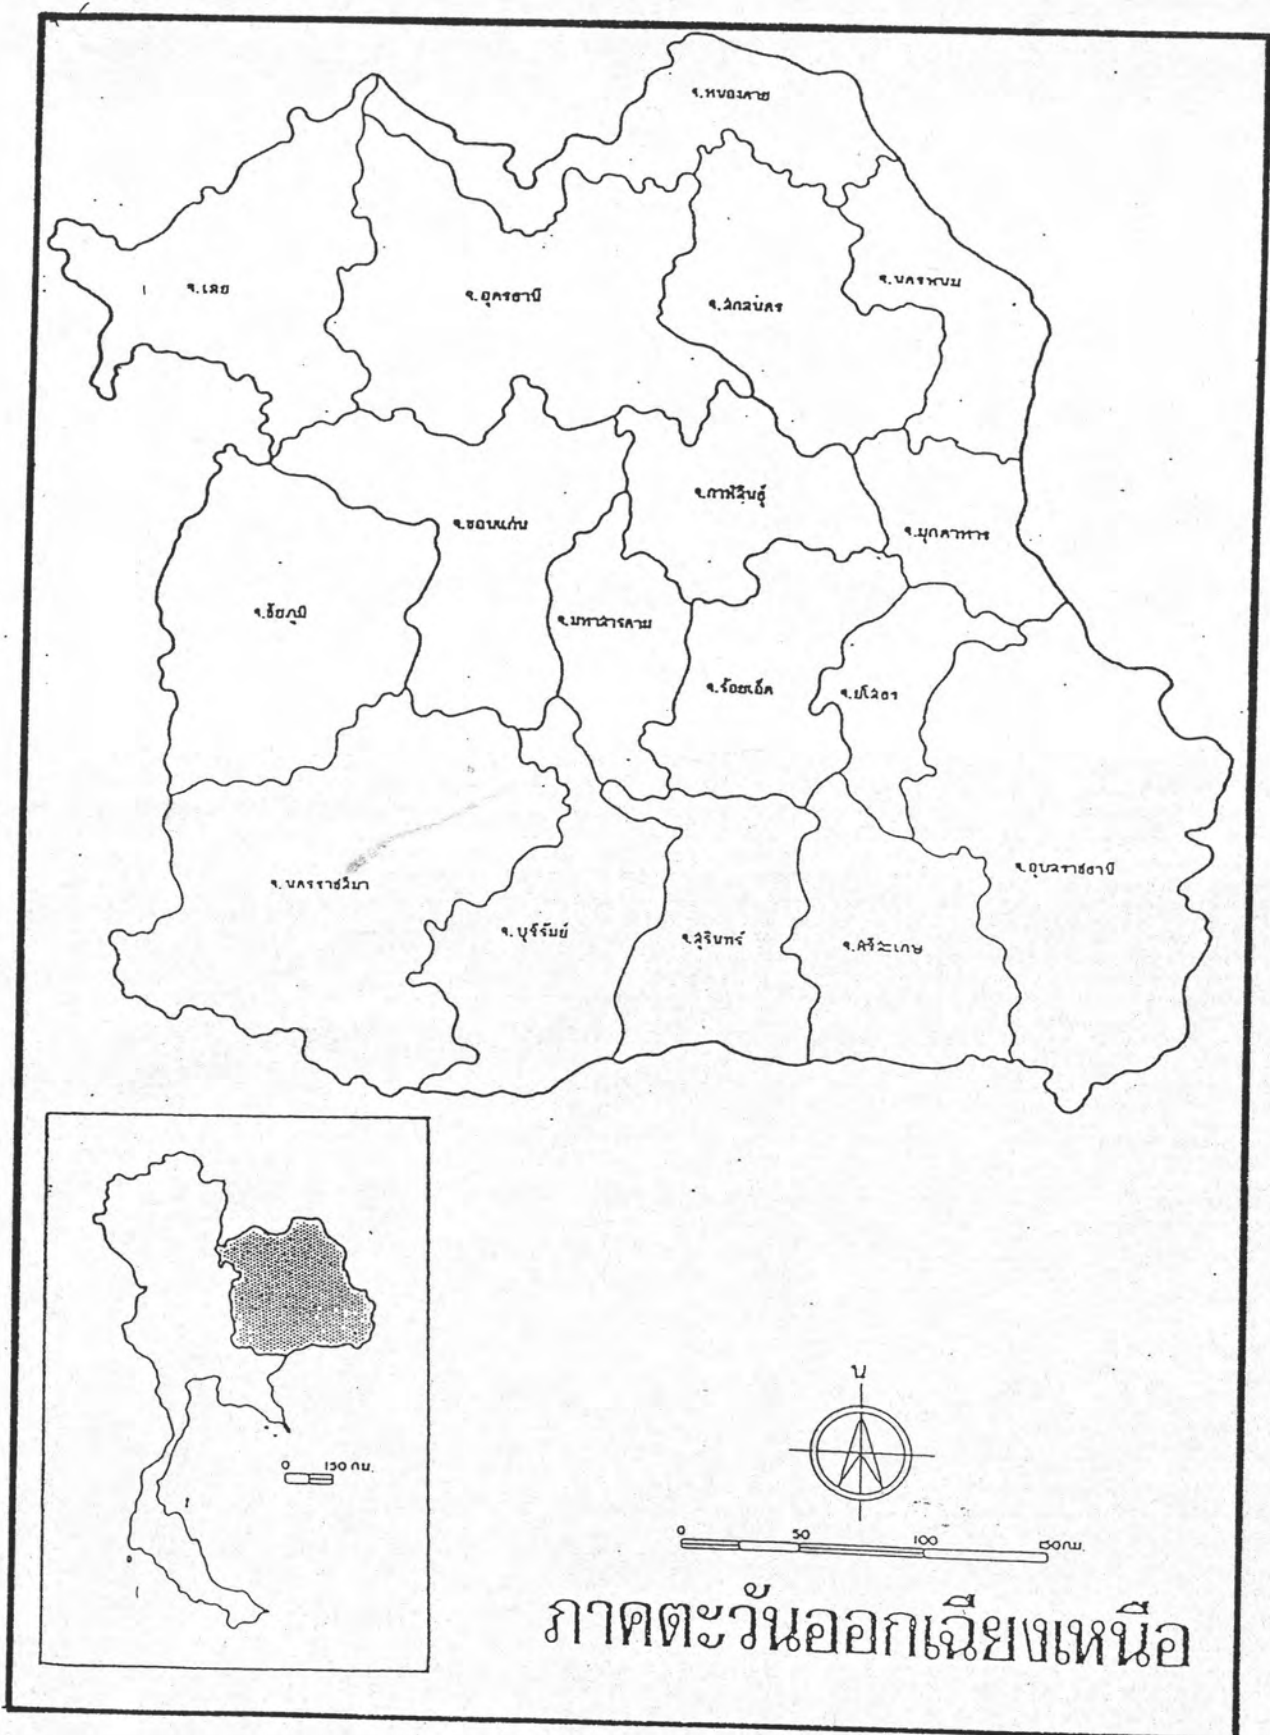 จ.หนองคาย
จ.เลย
จ.อุดรธานี
จ.สกลนคร
จ.นครพนม
จ.ขอนแก่น
จ.กาฬสินธุ์
จ.มุกดาหาร
จ.ชัยภูมิ
จ.มหาสารคาม
จ.ร้อยเอ็ด
จ.ยโสธร
จ.นครราชสีมา
จ.บุรีรัมย์
จ.สุรินทร์
จ.ศรีสะเกษ
จ.อุบลราชธานี
น
0 150 กม.
0 50 100 150 กม.
ภาคตะวันออกเฉียงเหนือ